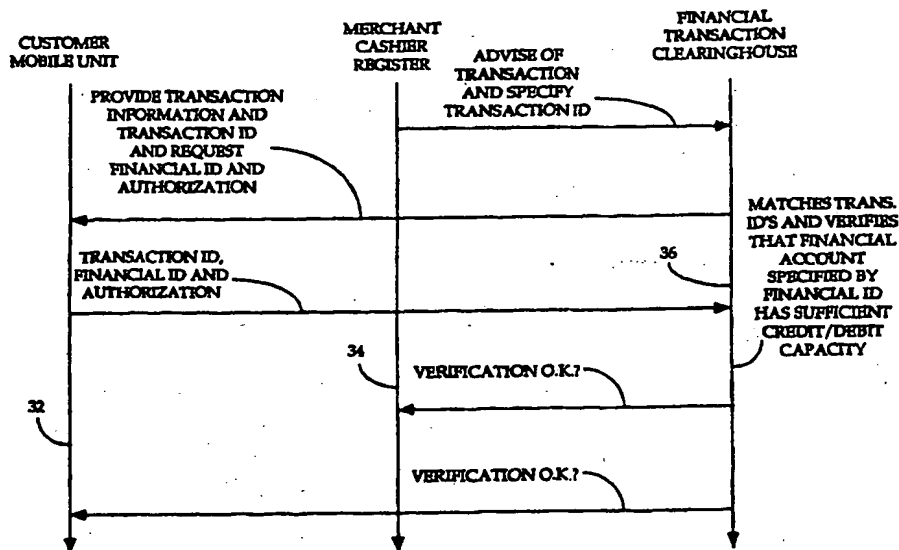 CUSTOMER
MOBILE UNIT
MERCHANT
CASHIER
REGISTER
FINANCIAL
TRANSACTION
CLEARINGHOUSE
ADVISE OF
TRANSACTION
AND SPECIFY
TRANSACTION ID
PROVIDE TRANSACTION
INFORMATION AND
TRANSACTION ID
AND REQUEST
FINANCIAL ID AND
AUTHORIZATION
MATCHES TRANS.
ID'S AND VERIFIES
THAT FINANCIAL
ACCOUNT
SPECIFIED BY
FINANCIAL ID
HAS SUFFICIENT
CREDIT/DEBIT
CAPACITY
TRANSACTION ID,
FINANCIAL ID AND
AUTHORIZATION
36
34
VERIFICATION O.K.?
32
VERIFICATION O.K.?